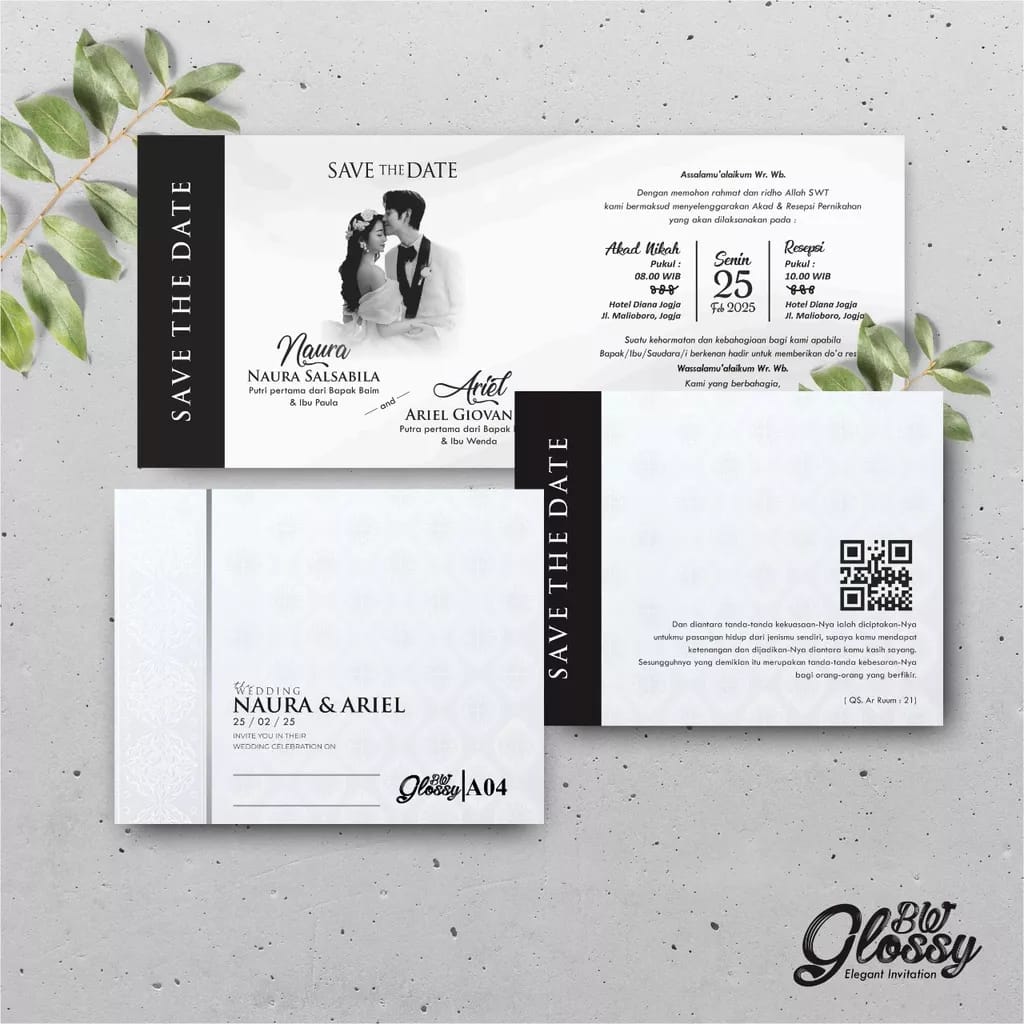 SAVE THE DATE
SAVE THE DATE
Naura
NAURA SALSABILA
Putri pertama dari Bapak Baim
& Ibu Paula
and
Ariel
ARIEL GIOVAN
Putra pertama dari Bapak
& Ibu Wenda
Assalamu'alaikum Wr. Wb.
Dengan memohon rahmat dan ridho Allah SWT
kami bermaksud menyelenggarakan Akad & Resepsi Pernikahan
yang akan dilaksanakan pada :
Akad Nikah
Pukul :
08.00 WIB
Hotel Diana Jogja
Jl. Malioboro, Jogja
Senin
25
Feb 2025
Resepsi
Pukul :
10.00 WIB
Hotel Diana Jogja
Jl. Malioboro, Jogja
Suatu kehormatan dan kebahagiaan bagi kami apabila
Bapak/Ibu/Saudara/i berkenan hadir untuk memberikan do'a res
Wassalamu'alaikum Wr. Wb.
Kami yang berbahagia,
SAVE THE DATE
Dan diantara tanda-tanda kekuasaan-Nya ialah diciptakan-Nya
untukmu pasangan hidup dari jenismu sendiri, supaya kamu mendapat
ketenangan dan dijadikan-Nya diantara kamu kasih sayang.
Sesungguhnya yang demikian itu merupakan tanda-tanda kebesaran-Nya
bagi orang-orang yang berfikir.
( QS. Ar Ruum : 21)
the
WEDDING
NAURA & ARIEL
25 / 02 / 25
INVITE YOU IN THEIR
WEDDING CELEBRATION ON
BW
Glossy|A04
BW
Glossy
Elegant Invitation